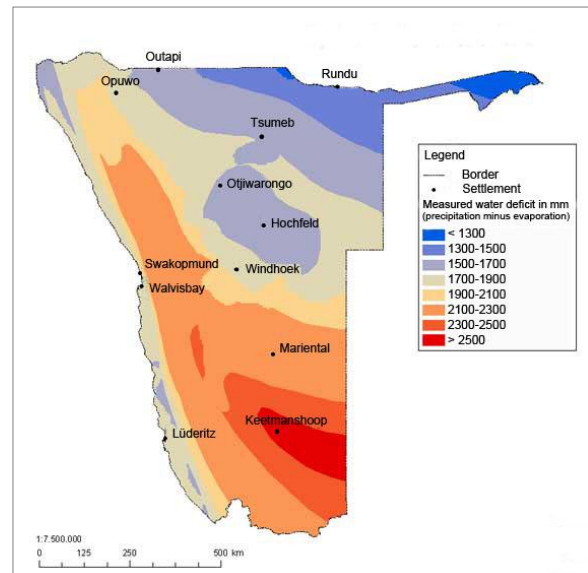 Outapi
Opuwo
Rundu
Tsumeb
Otjiwarongo
Hochfeld
Windhoek
Swakopmund
Walvisbay
Mariental
Keetmanshoop
Lüderitz
Legend
Border
Settlement
Measured water deficit in mm
(precipitation minus evaporation)
< 1300
1300-1500
1500-1700
1700-1900
1900-2100
2100-2300
2300-2500
> 2500
1:7.500.000
0 125 250 500 km